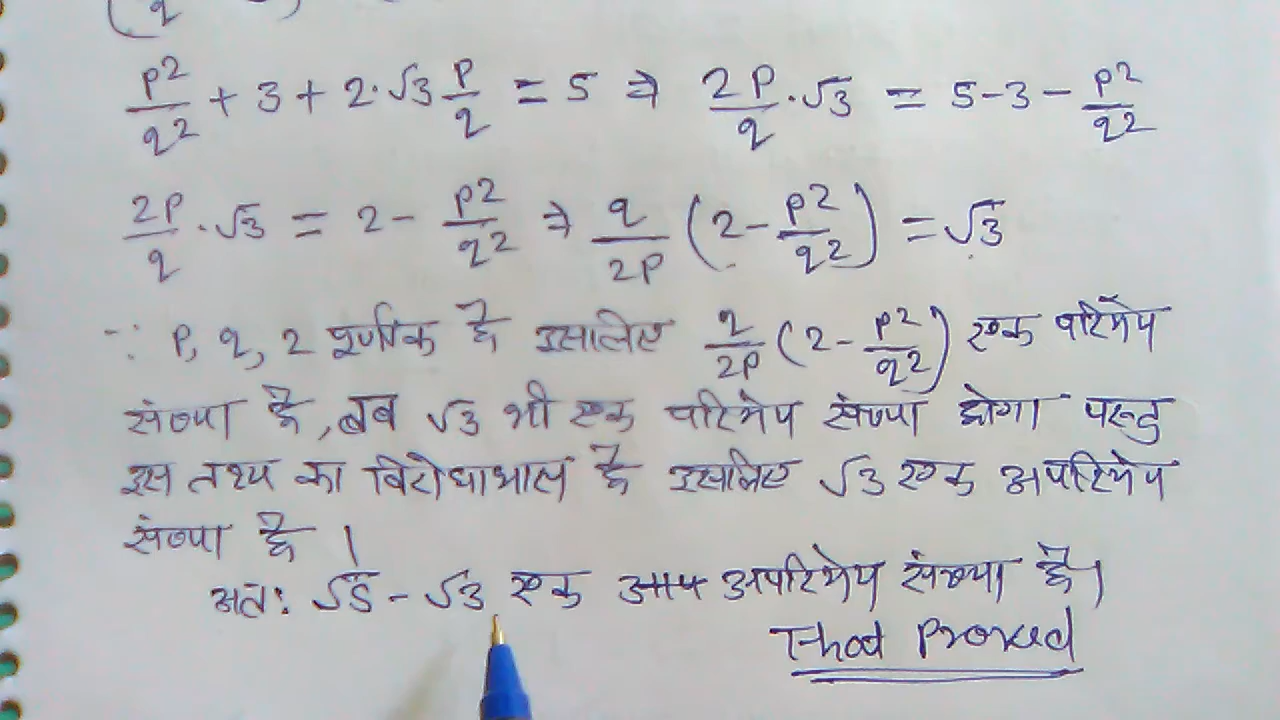 q
p²/q² + 3 + 2·√3 p/q = 5 ⇒ 2p/q ·√3 = 5-3 - p²/q²
2p/q ·√3 = 2 - p²/q² ⇒ q/2p (2 - p²/q²) = √3
∵ p, q, 2 पूर्णांक है इसलिए q/2p (2 - p²/q²) एक परिमेय
संख्या है, तब √3 भी एक परिमेय संख्या होगा परन्तु
इस तथ्य का विरोधाभास है इसलिए √3 एक अपरिमेय
संख्या है ।
अतः √5 - √3 एक अपरिमेय संख्या है।
That Proved